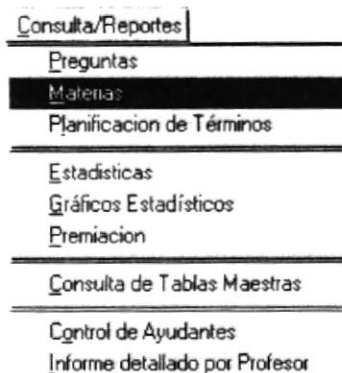 Consulta/Reportes
Preguntas
Materias
Planificacion de Términos
Estadisticas
Gráficos Estadísticos
Premiacion
Consulta de Tablas Maestras
Control de Ayudantes
Informe detallado por Profesor